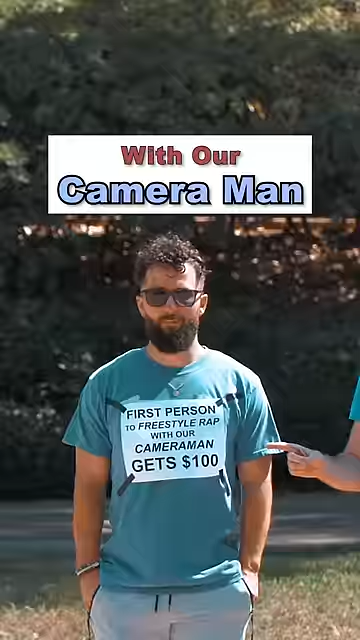 With Our
Camera Man
FIRST PERSON
TO FREESTYLE RAP
WITH OUR
CAMERAMAN
GETS $100